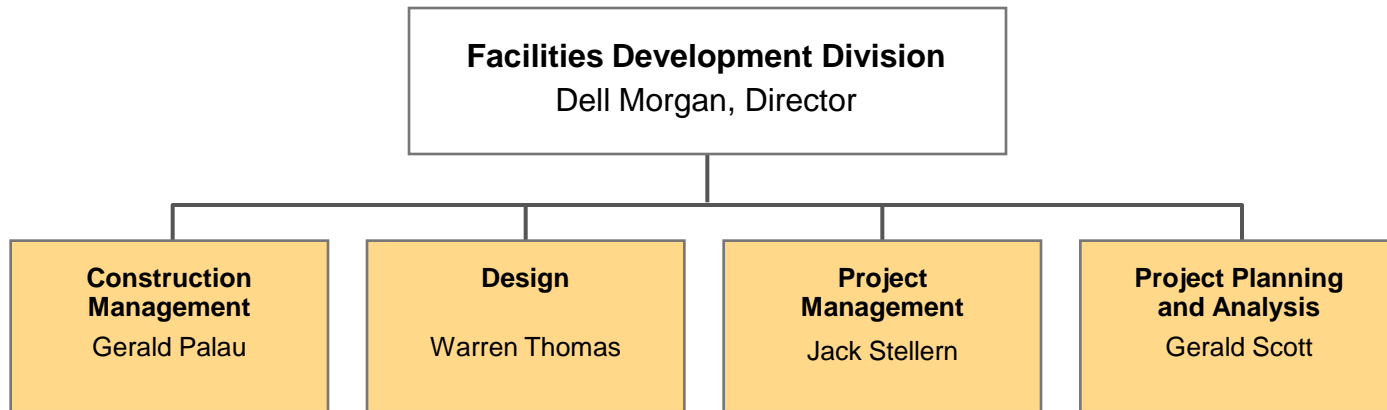 Facilities Development Division
Dell Morgan, Director
Construction
Management
Gerald Palau
Design
Warren Thomas
Project
Management
Jack Stellern
Project Planning
and Analysis
Gerald Scott